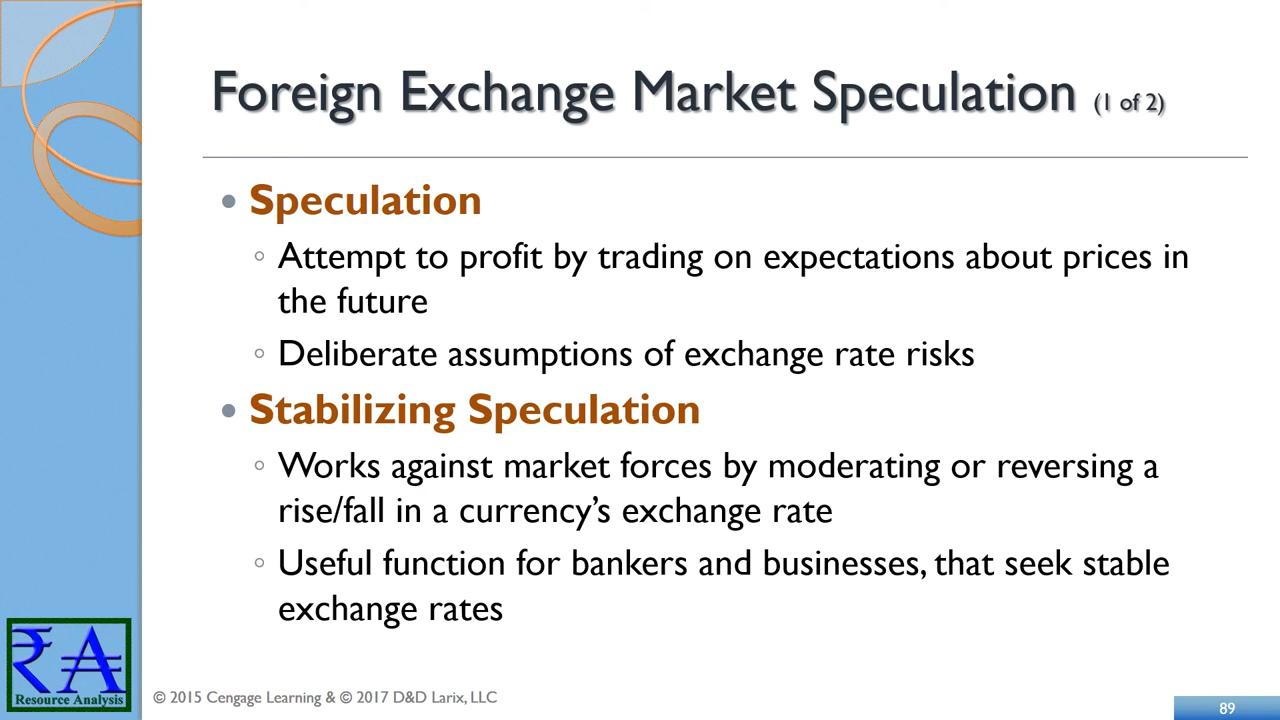 Foreign Exchange Market Speculation (1 of 2)
• Speculation
◦ Attempt to profit by trading on expectations about prices in
the future
◦ Deliberate assumptions of exchange rate risks
• Stabilizing Speculation
◦ Works against market forces by moderating or reversing a
rise/fall in a currency’s exchange rate
◦ Useful function for bankers and businesses, that seek stable
exchange rates
₹A
Resource Analysis
© 2015 Cengage Learning & © 2017 D&D Larix, LLC
89